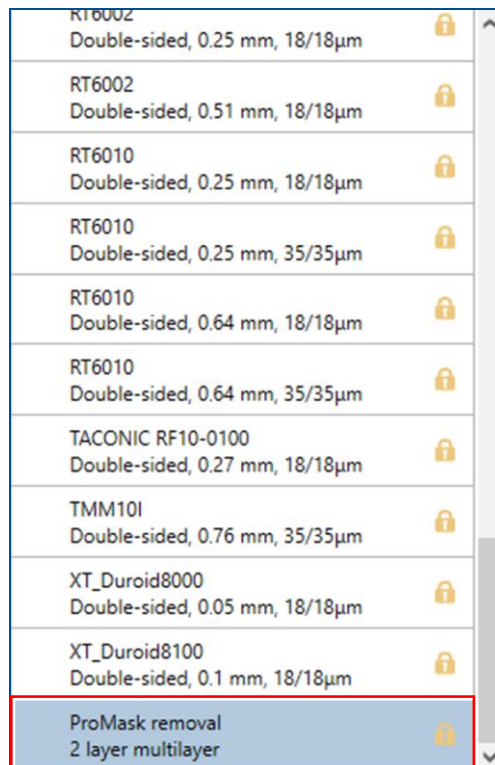 RT6002
Double-sided, 0.25 mm, 18/18µm
RT6002
Double-sided, 0.51 mm, 18/18µm
RT6010
Double-sided, 0.25 mm, 18/18µm
RT6010
Double-sided, 0.25 mm, 35/35µm
RT6010
Double-sided, 0.64 mm, 18/18µm
RT6010
Double-sided, 0.64 mm, 35/35µm
TACONIC RF10-0100
Double-sided, 0.27 mm, 18/18µm
TMM10I
Double-sided, 0.76 mm, 35/35µm
XT_Duroid8000
Double-sided, 0.05 mm, 18/18µm
XT_Duroid8100
Double-sided, 0.1 mm, 18/18µm
ProMask removal
2 layer multilayer